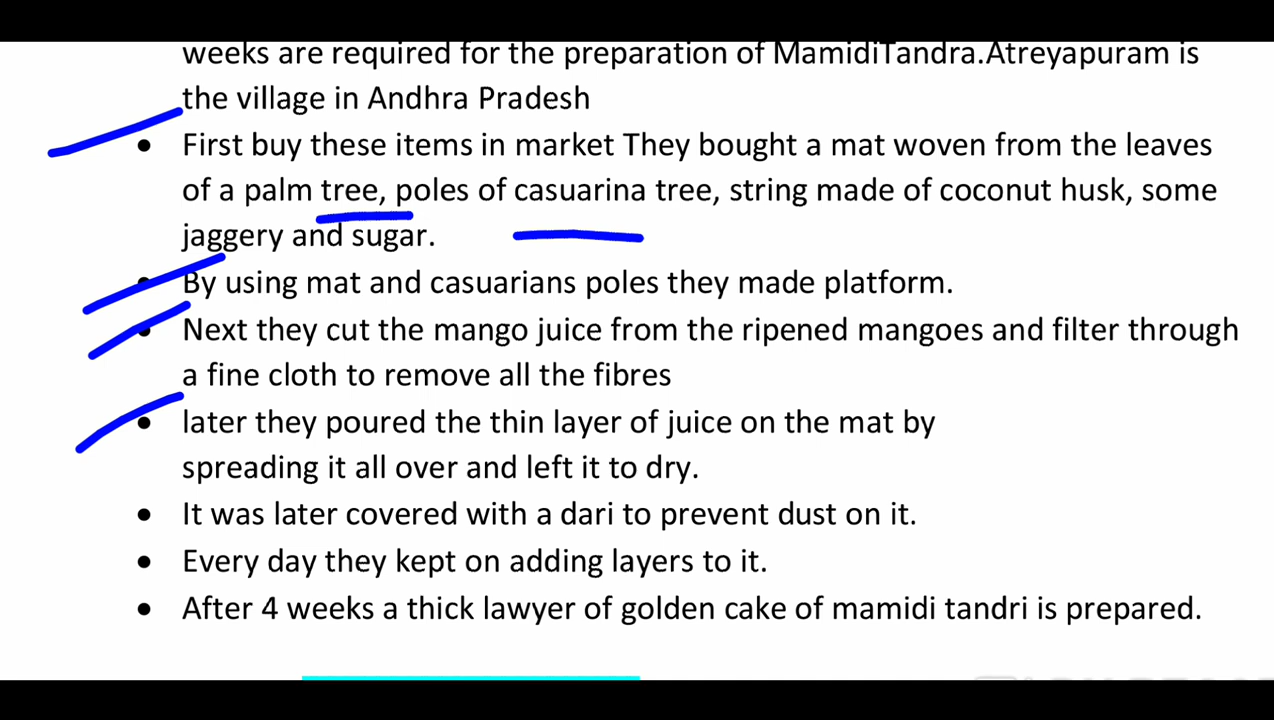 weeks are required for the preparation of MamidiTandra.Atreyapuram is
the village in Andhra Pradesh
• First buy these items in market They bought a mat woven from the leaves
of a palm tree, poles of casuarina tree, string made of coconut husk, some
jaggery and sugar.
• By using mat and casuarians poles they made platform.
• Next they cut the mango juice from the ripened mangoes and filter through
a fine cloth to remove all the fibres
• later they poured the thin layer of juice on the mat by
spreading it all over and left it to dry.
• It was later covered with a dari to prevent dust on it.
• Every day they kept on adding layers to it.
• After 4 weeks a thick lawyer of golden cake of mamidi tandri is prepared.